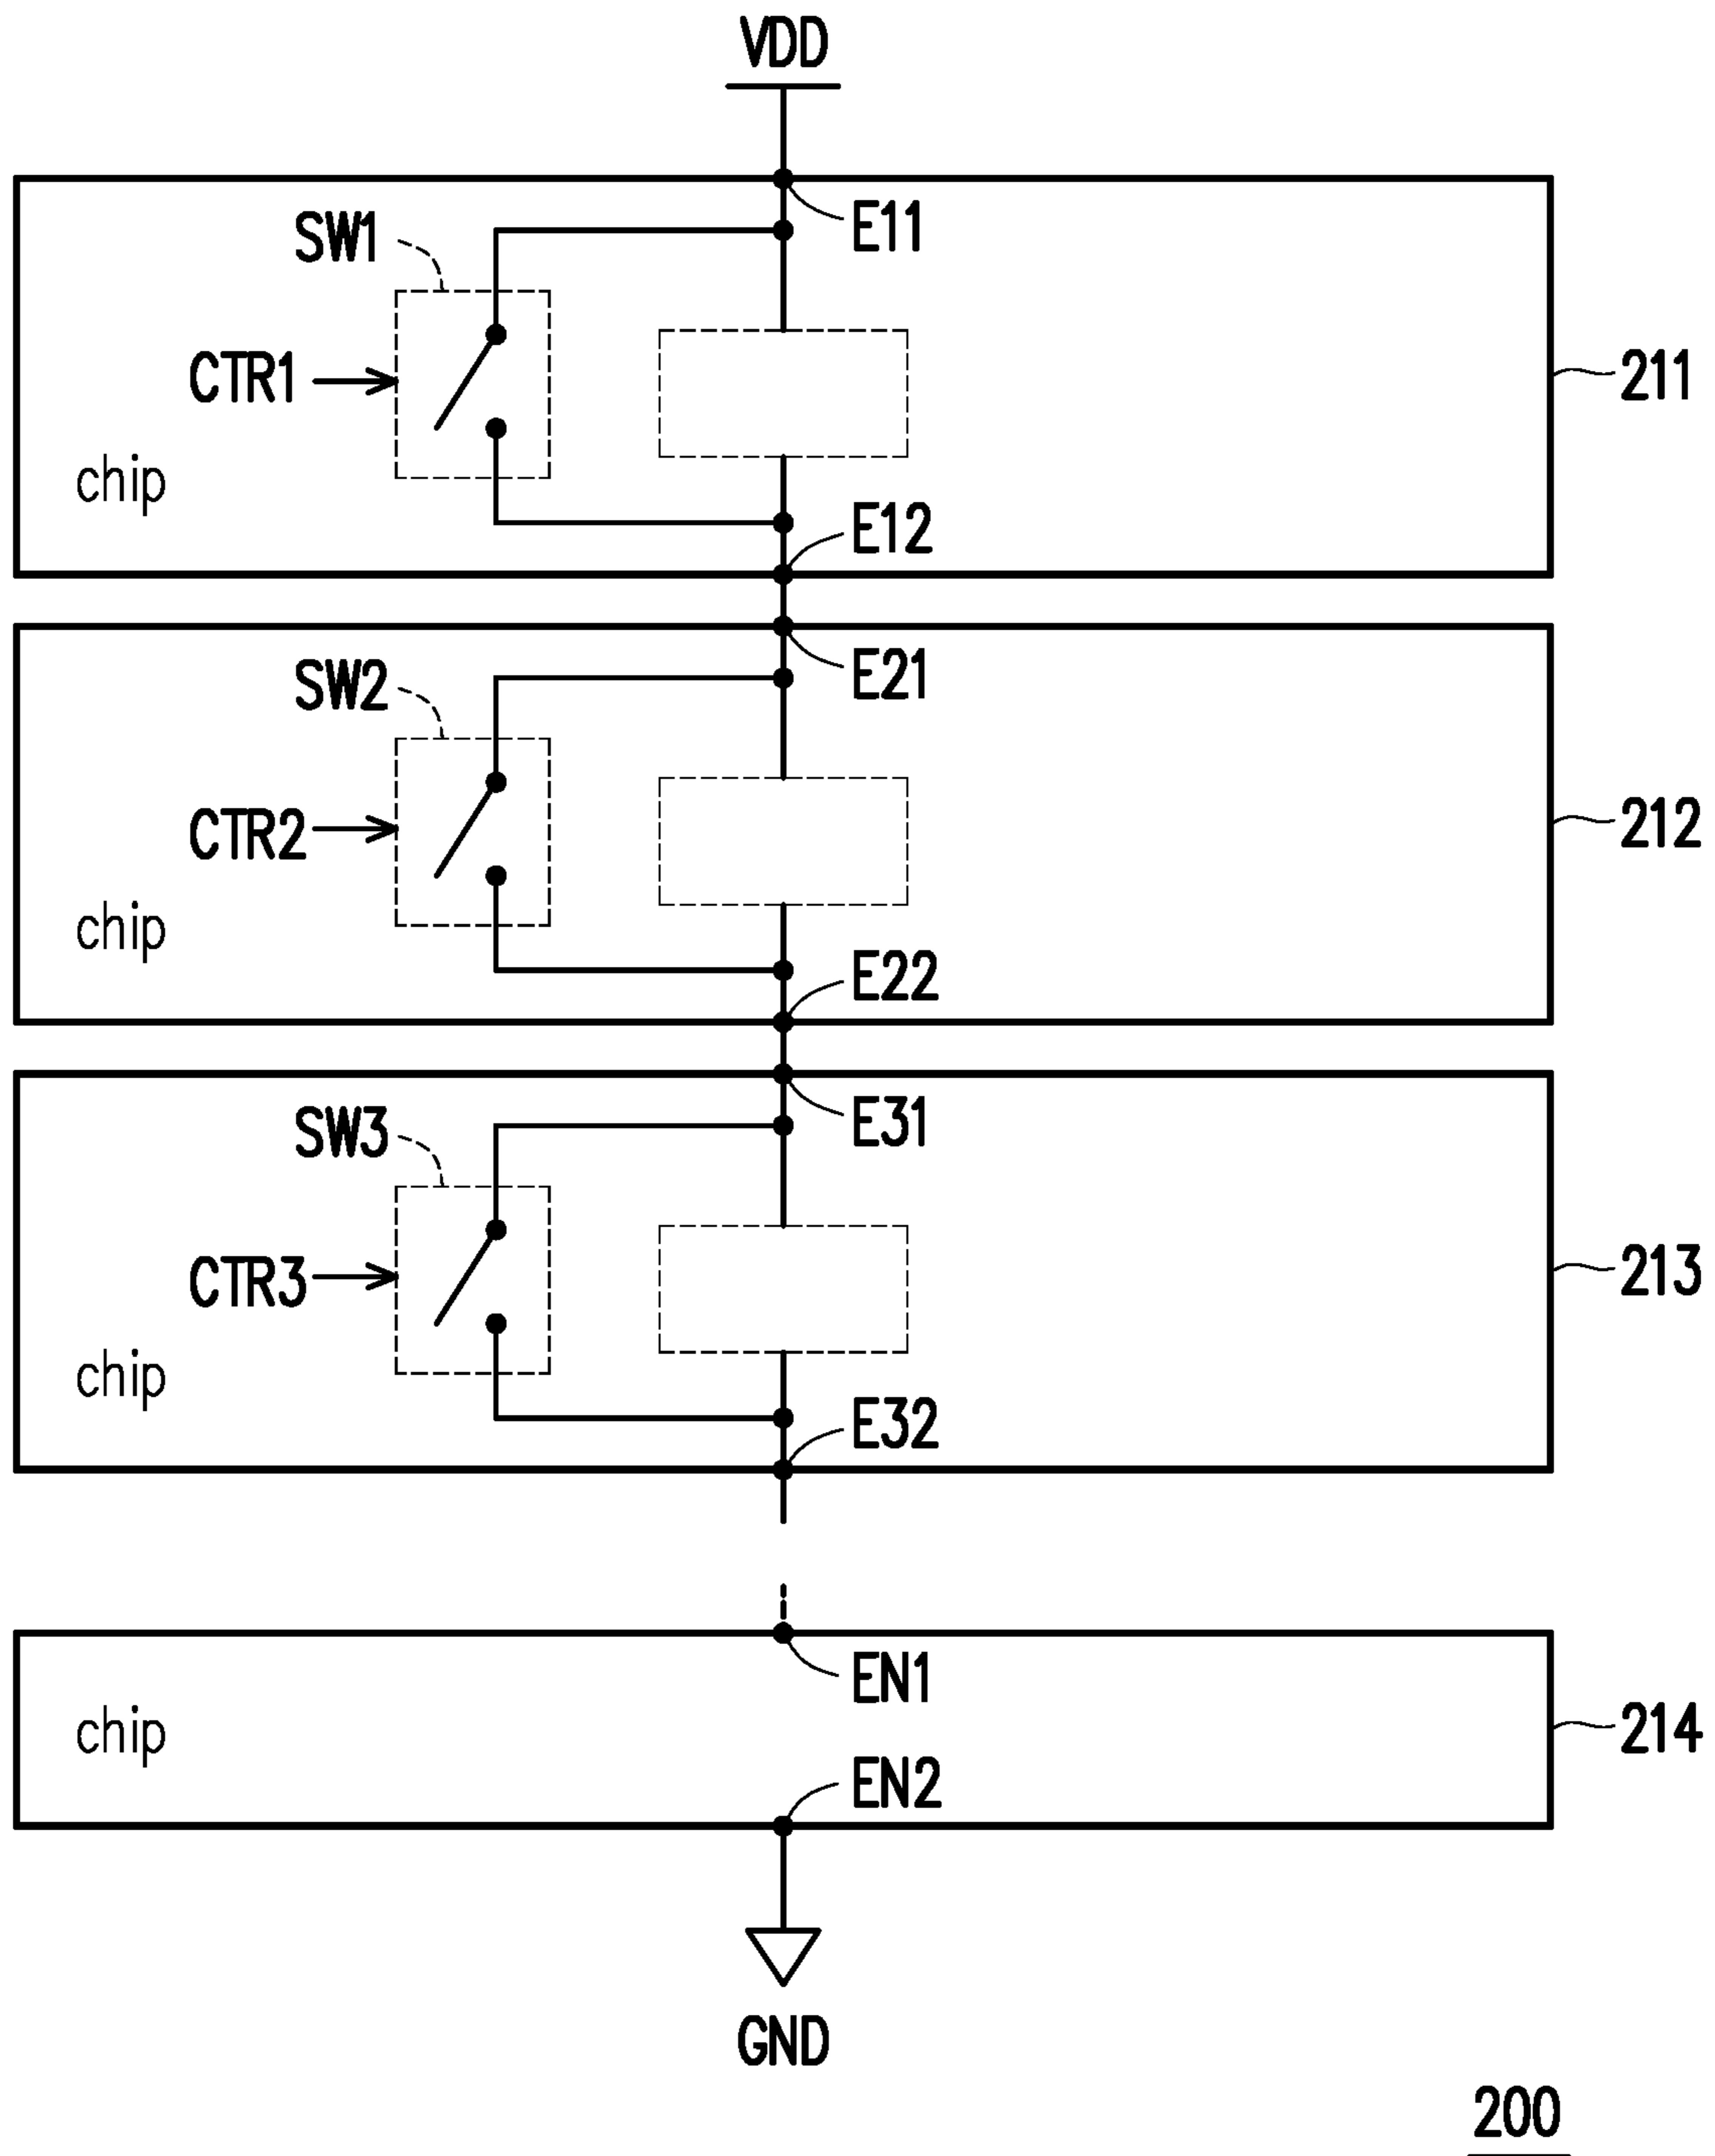 VDD
E11
SW1
CTR1
211
chip
E12
E21
SW2
CTR2
212
chip
E22
E31
SW3
CTR3
213
chip
E32
EN1
chip
214
EN2
GND
200